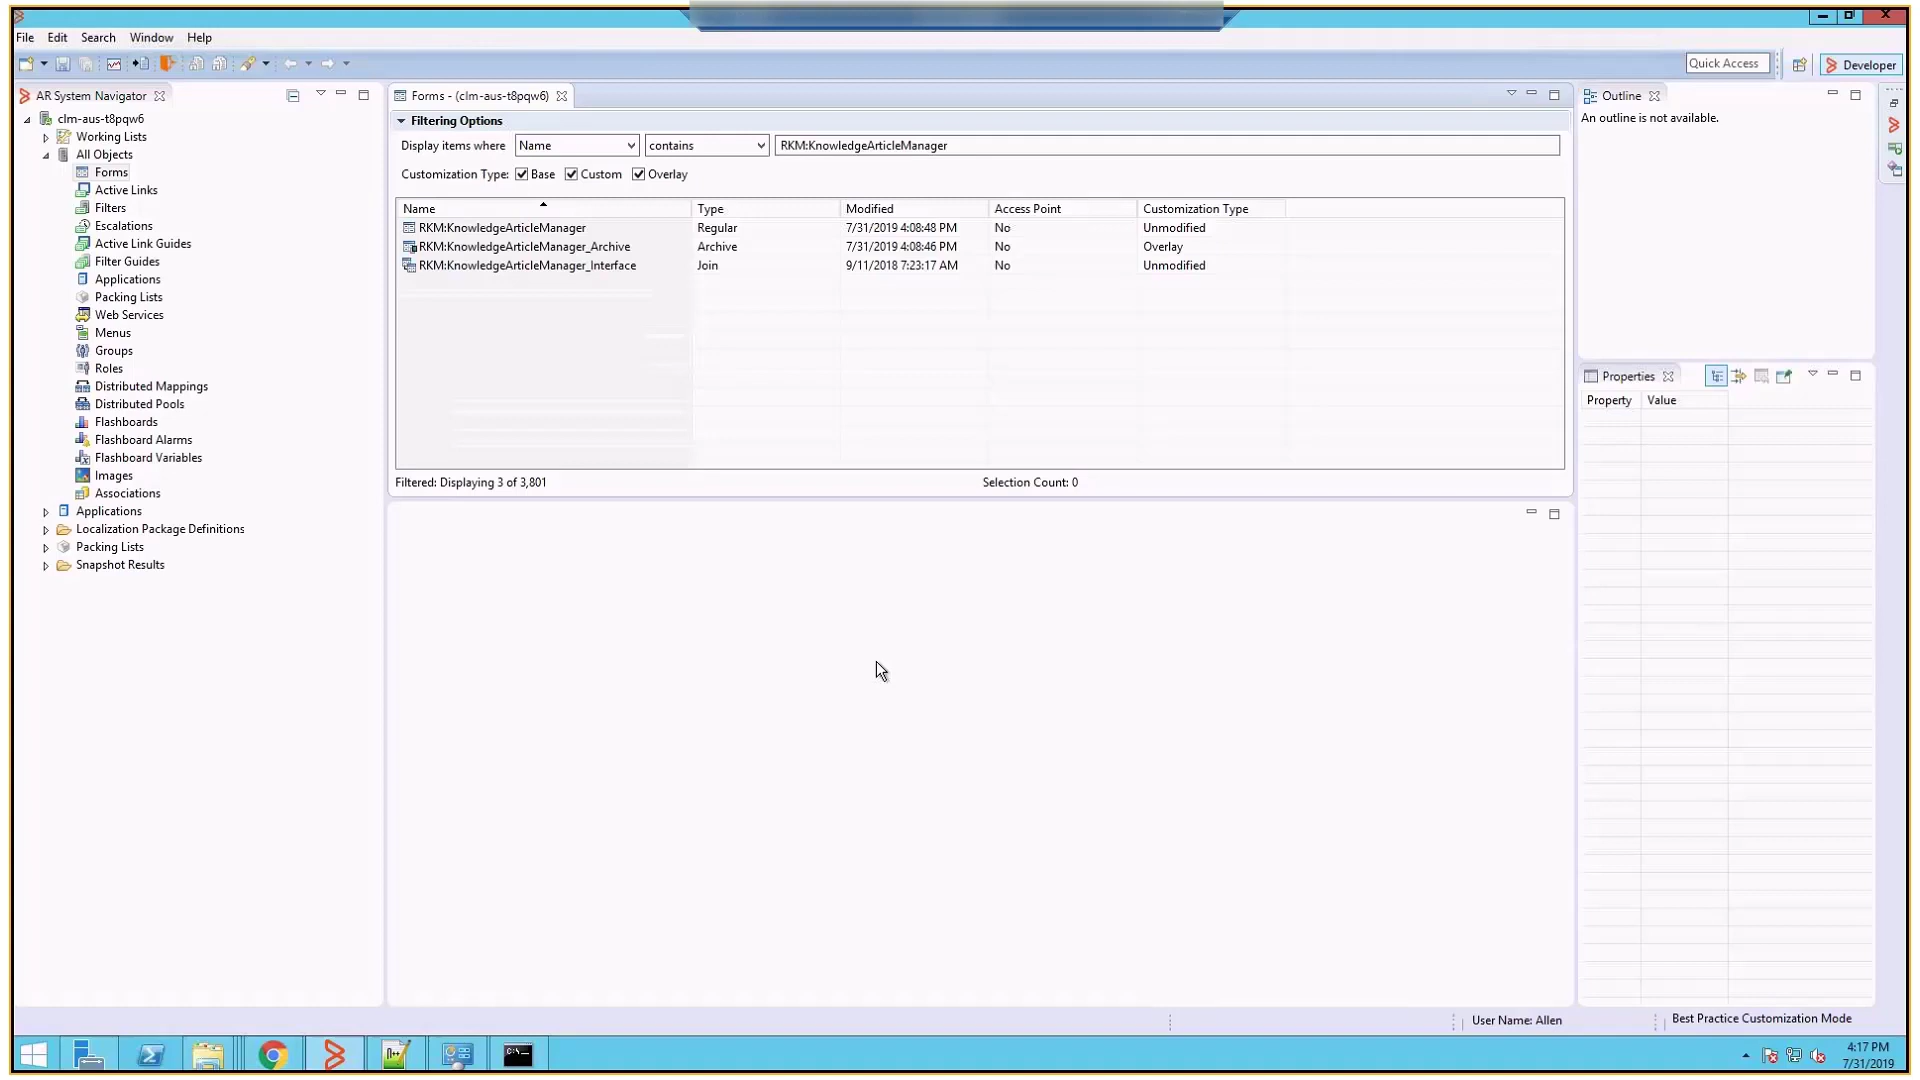 File Edit Search Window Help
Quick Access
Developer
AR System Navigator
clm-aus-t8pqw6
Working Lists
All Objects
Forms
Active Links
Filters
Escalations
Active Link Guides
Filter Guides
Applications
Packing Lists
Web Services
Menus
Groups
Roles
Distributed Mappings
Distributed Pools
Flashboards
Flashboard Alarms
Flashboard Variables
Images
Associations
Applications
Localization Package Definitions
Packing Lists
Snapshot Results
Forms - (clm-aus-t8pqw6)
Filtering Options
Display items where Name contains RKM:KnowledgeArticleManager
Customization Type: Base Custom Overlay
Name Type Modified Access Point Customization Type
RKM:KnowledgeArticleManager Regular 7/31/2019 4:08:48 PM No Unmodified
RKM:KnowledgeArticleManager_Archive Archive 7/31/2019 4:08:46 PM No Overlay
RKM:KnowledgeArticleManager_Interface Join 9/11/2018 7:23:17 AM No Unmodified
Filtered: Displaying 3 of 3,801 Selection Count: 0
Outline
An outline is not available.
Properties
Property Value
User Name: Allen Best Practice Customization Mode
4:17 PM
7/31/2019